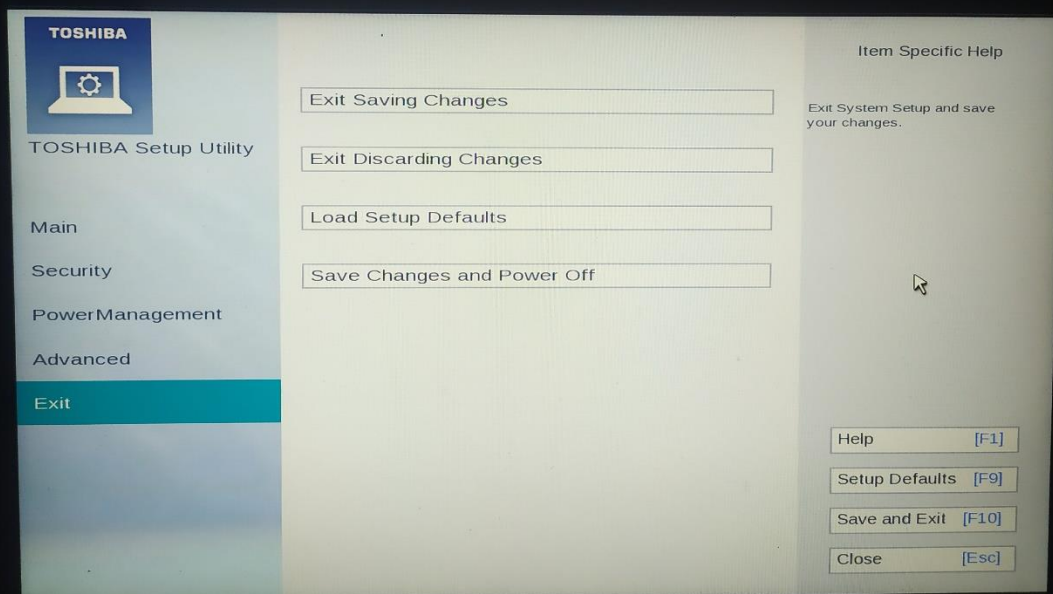 TOSHIBA
TOSHIBA Setup Utility
Main
Security
PowerManagement
Advanced
Exit
Exit Saving Changes
Exit Discarding Changes
Load Setup Defaults
Save Changes and Power Off
Item Specific Help
Exit System Setup and save
your changes.
Help [F1]
Setup Defaults [F9]
Save and Exit [F10]
Close [Esc]